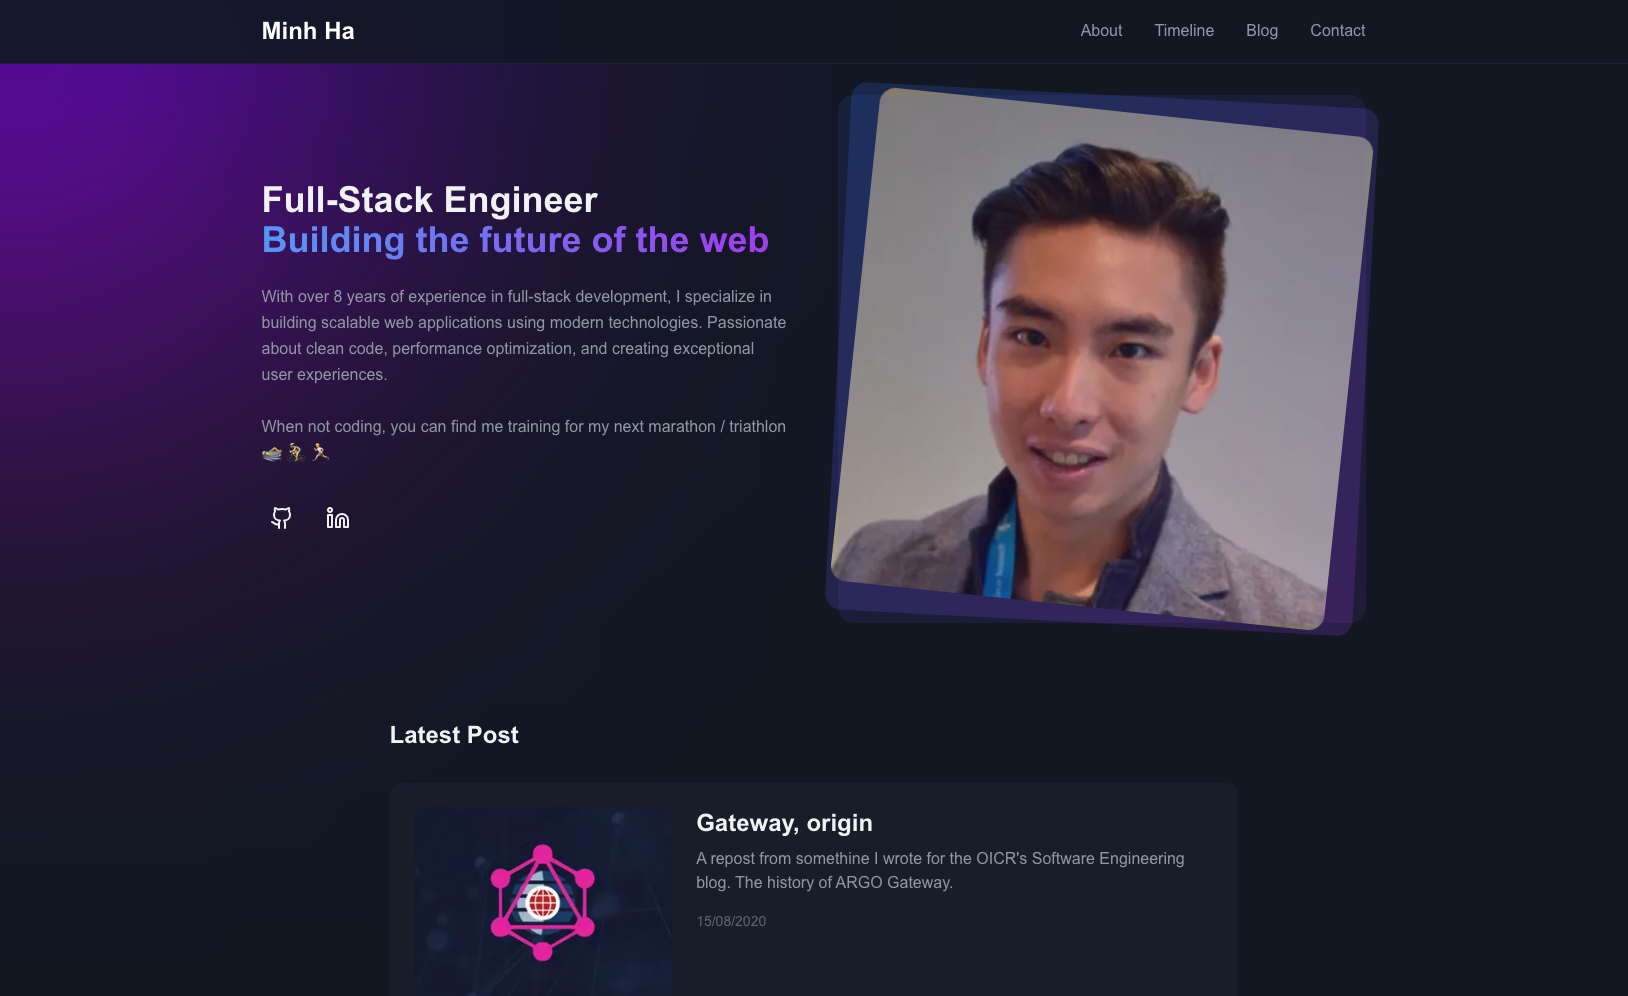 Minh Ha
About
Timeline
Blog
Contact
Full-Stack Engineer
Building the future of the web
With over 8 years of experience in full-stack development, I specialize in
building scalable web applications using modern technologies. Passionate
about clean code, performance optimization, and creating exceptional
user experiences.
When not coding, you can find me training for my next marathon / triathlon
🏊 🚴 🏃
Latest Post
Gateway, origin
A repost from somethine I wrote for the OICR's Software Engineering
blog. The history of ARGO Gateway.
15/08/2020